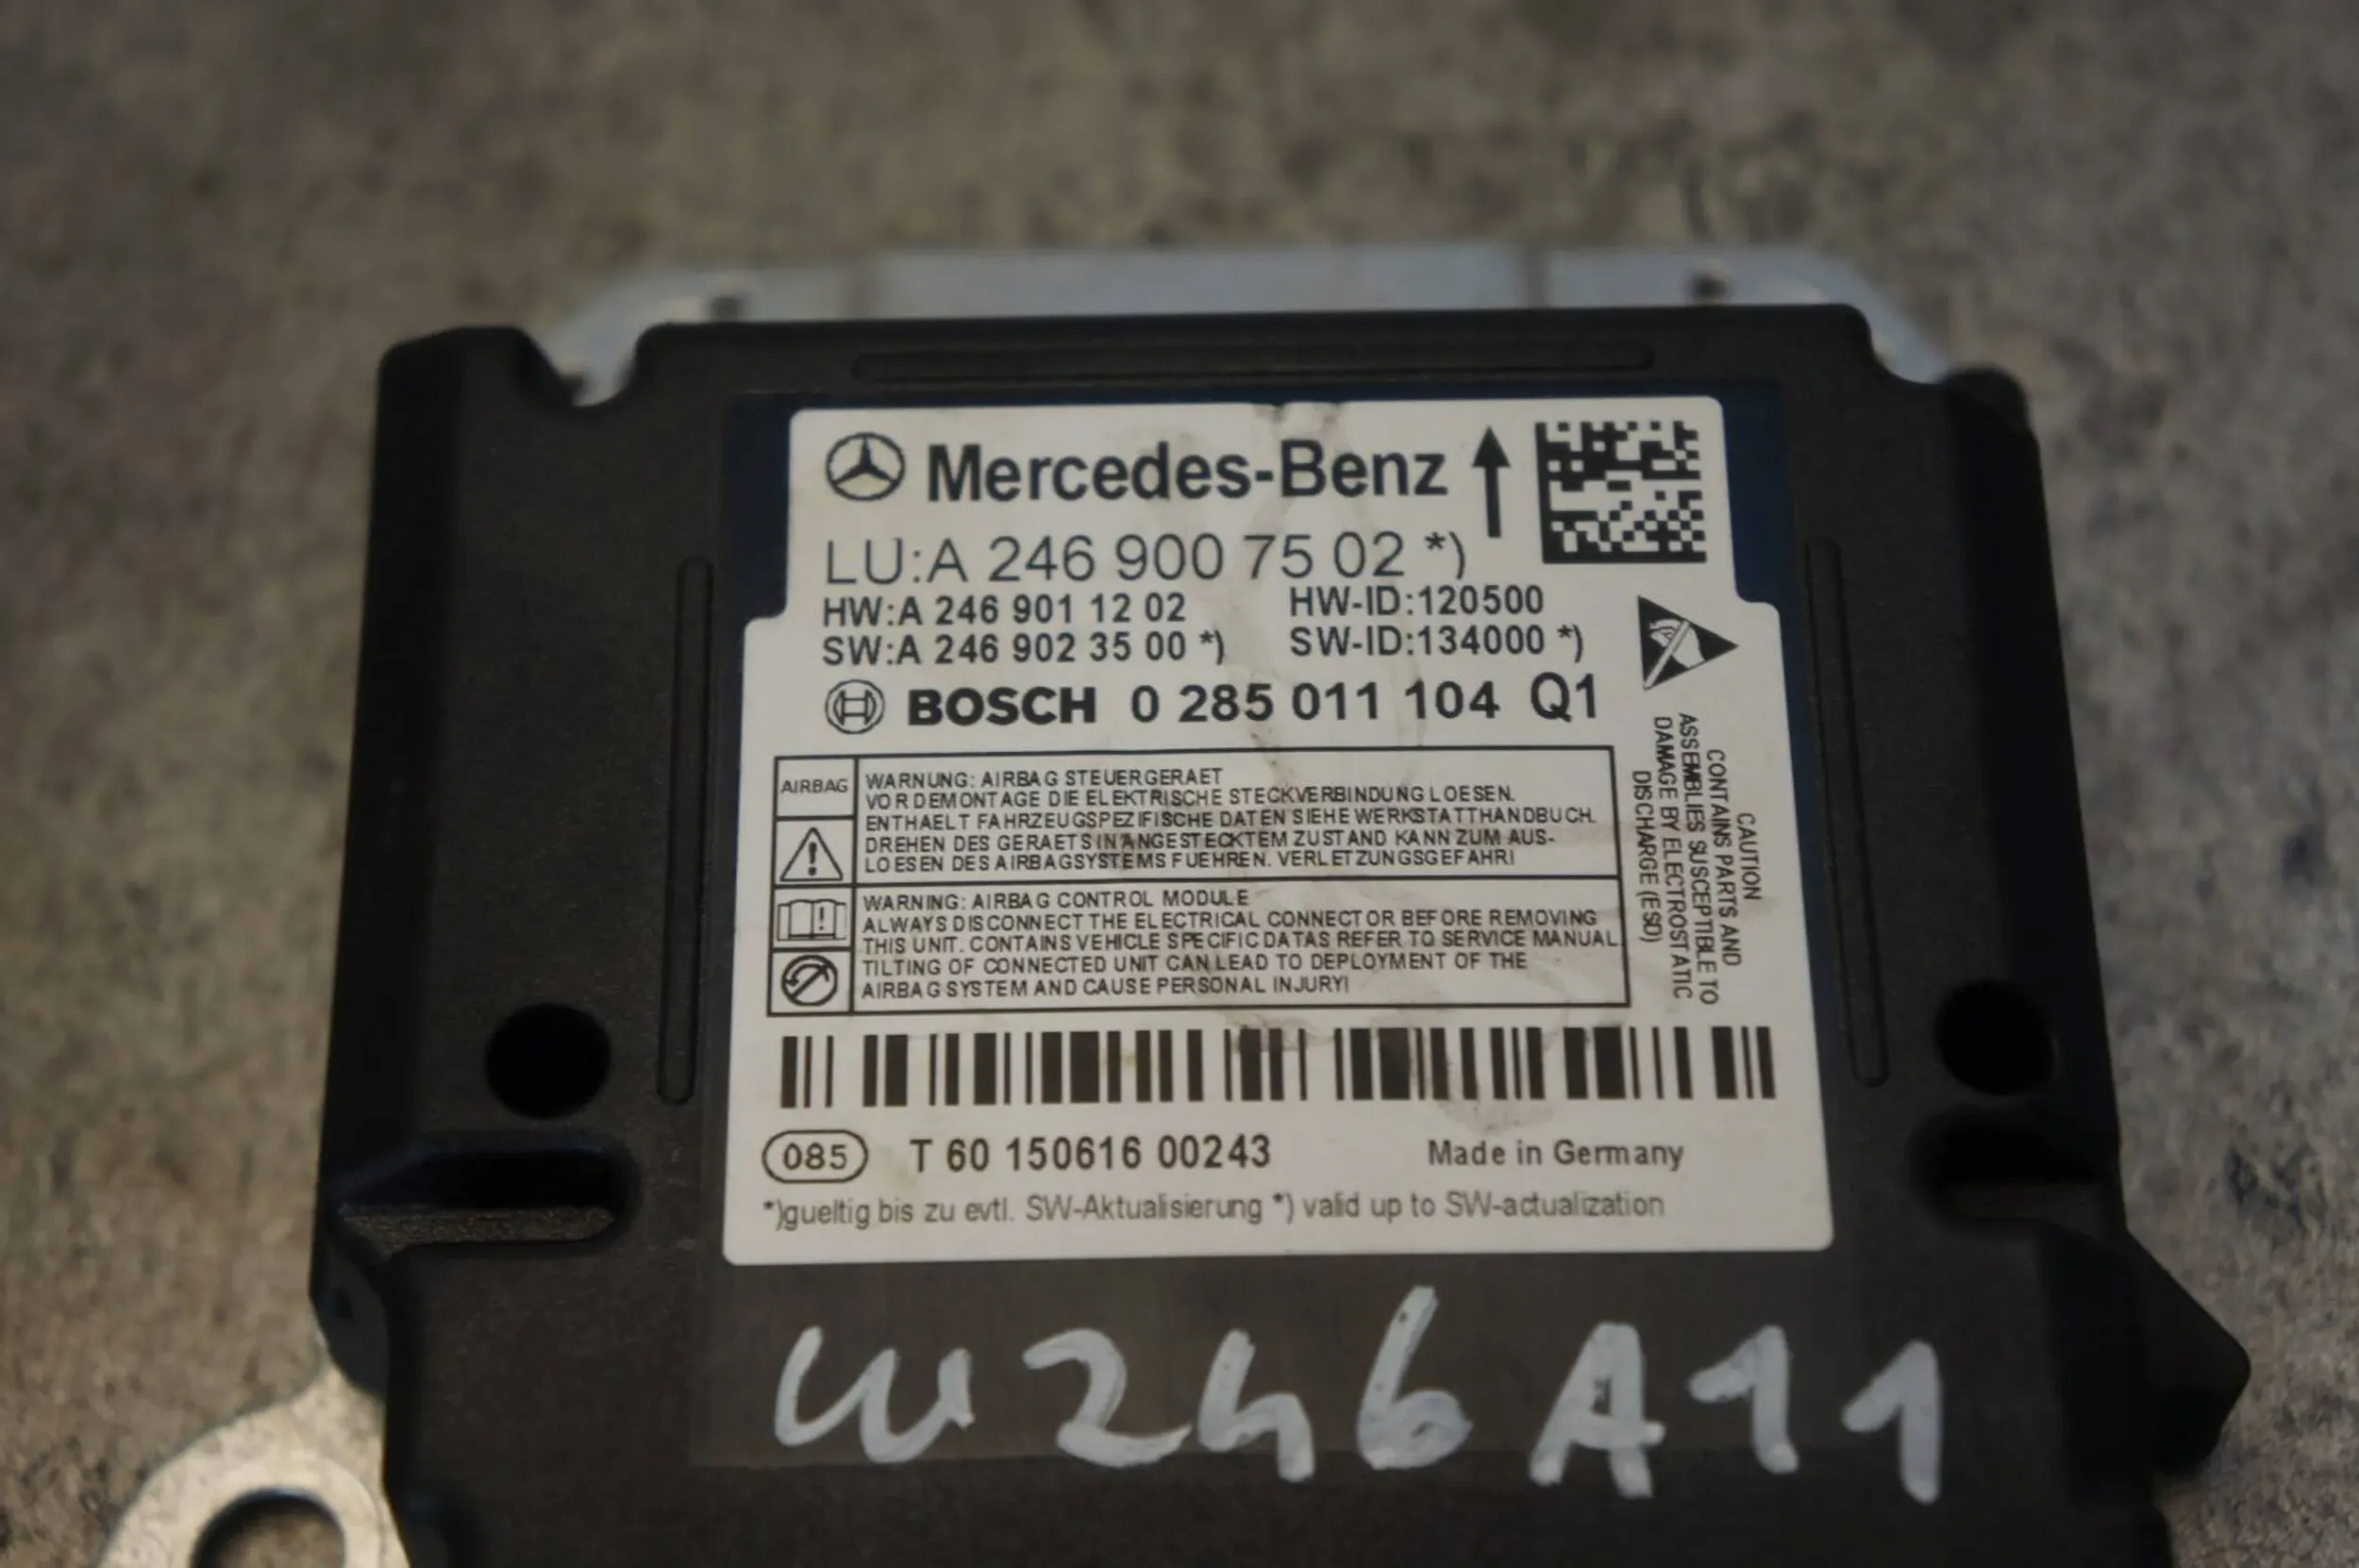 Mercedes-Benz
LU:A 246 900 75 02 *)
HW:A 246 901 12 02 HW-ID:120500
SW:A 246 902 35 00 *) SW-ID:134000 *)
BOSCH 0 285 011 104 Q1
AIRBAG
WARNUNG: AIRBAG STEUERGERAET
VOR DEMONTAGE DIE ELEKTRISCHE STECKVERBINDUNG LOESEN.
ENTHAELT FAHRZEUGSPEZIFISCHE DATEN SIEHE WERKSTATTHANDBUCH.
DREHEN DES GERAETS IN ANGESTECKTEM ZUSTAND KANN ZUM AUS-
LOESEN DES AIRBAGSYSTEMS FUEHREN. VERLETZUNGSGEFAHR!
WARNING: AIRBAG CONTROL MODULE
ALWAYS DISCONNECT THE ELECTRICAL CONNECTOR BEFORE REMOVING
THIS UNIT. CONTAINS VEHICLE SPECIFIC DATAS REFER TO SERVICE MANUAL.
TILTING OF CONNECTED UNIT CAN LEAD TO DEPLOYMENT OF THE
AIRBAG SYSTEM AND CAUSE PERSONAL INJURY!
CAUTION
CONTAINS PARTS AND
ASSEMBLIES SUSCEPTIBLE TO
DAMAGE BY ELECTROSTATIC
DISCHARGE (ESD)
085 T 60 150616 00243 Made in Germany
*)gueltig bis zu evtl. SW-Aktualisierung *) valid up to SW-actualization
W246A11